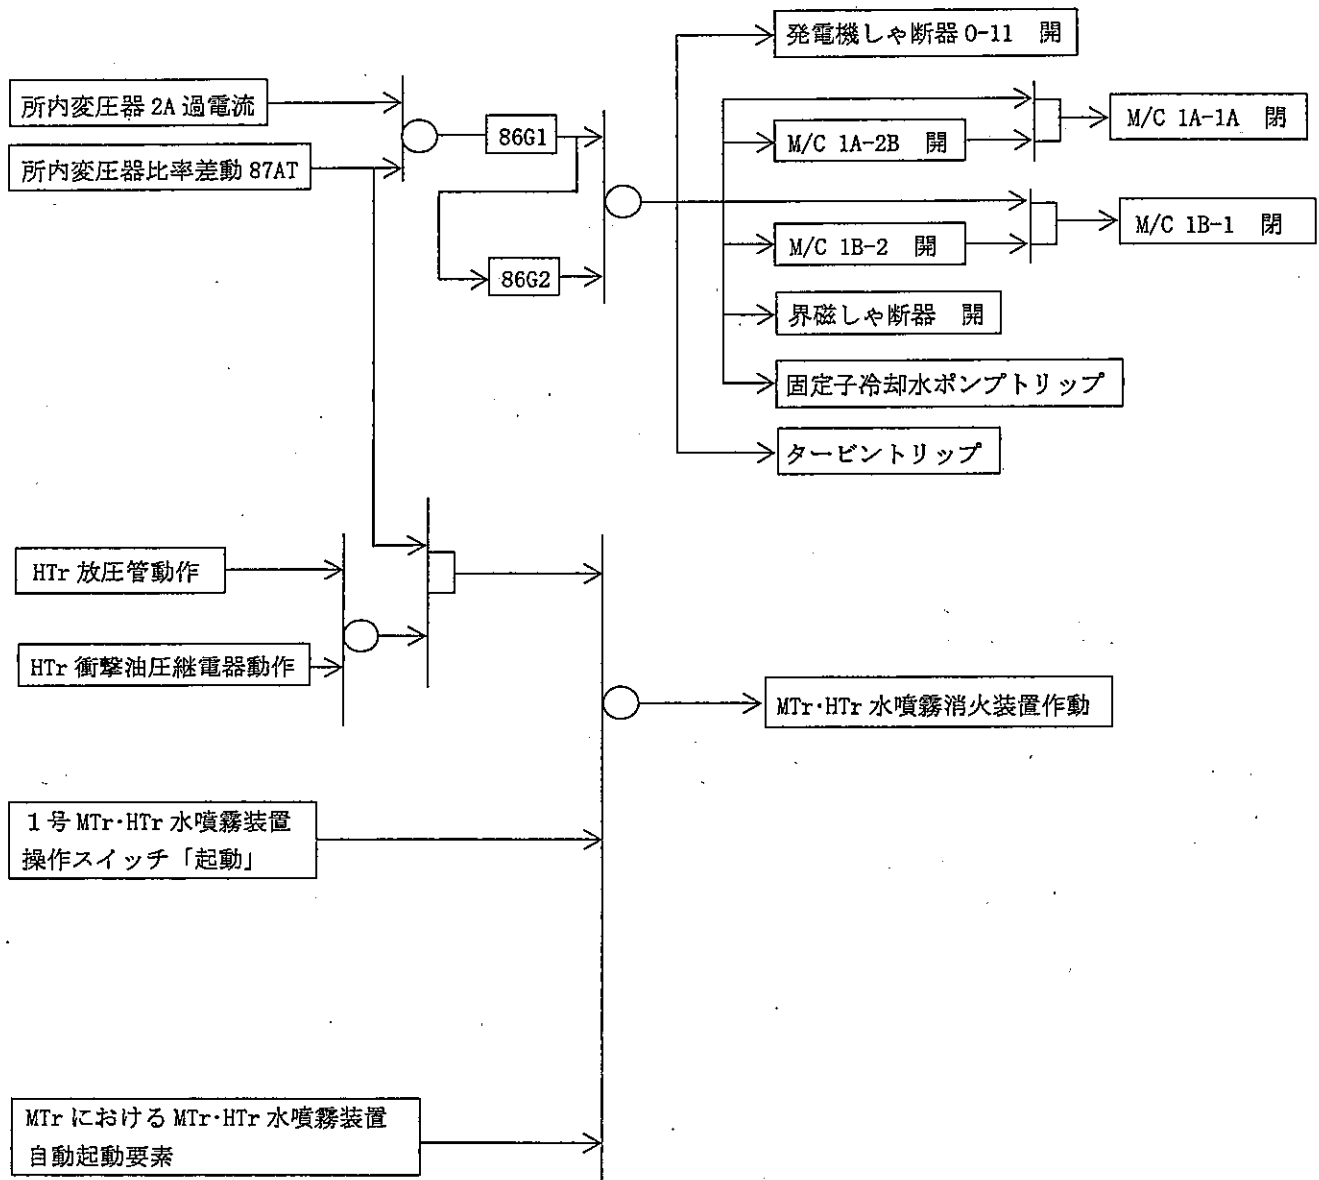 発電機しゃ断器 0-11 開
所内変圧器 2A 過電流
86G1
M/C 1A-2B 開
M/C 1A-1A 閉
所内変圧器比率差動 87AT
M/C 1B-1 閉
M/C 1B-2 開
86G2
界磁しゃ断器 開
固定子冷却水ポンプトリップ
タービントリップ
HTr 放圧管動作
HTr 衝撃油圧継電器動作
MTr・HTr 水噴霧消火装置作動
1号 MTr・HTr 水噴霧装置
操作スイッチ「起動」
MTr における MTr・HTr 水噴霧装置
自動起動要素